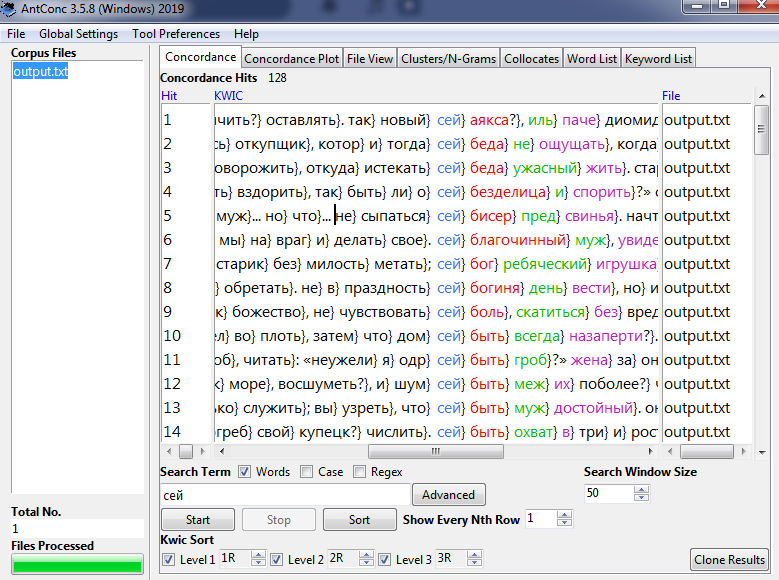 AntConc 3.5.8 (Windows) 2019
File Global Settings Tool Preferences Help
Corpus Files
output.txt
Concordance Concordance Plot File View Clusters/N-Grams Collocates Word List Keyword List
Concordance Hits 128
Hit KWIC File
1 чить?} оставлять}. так} новый} сей} аякса?}, иль} паче} диомид output.txt
2 сь} откупщик}, котор} и} тогда} сей} беда} не} ощущать}, когда output.txt
3 оворожить}, откуда} истекать} сей} беда} ужасный} жить}. стар output.txt
4 ть} вздорить}, так} быть} ли} о} сей} безделица} и} спорить}?» output.txt
5 муж}... но} что}... не} сыпаться} сей} бисер} пред} свинья}. начт output.txt
6 мы} на} враг} и} делать} свое}. сей} благочинный} муж}, увиде output.txt
7 старик} без} милость} метать}; сей} бог} ребяческий} игрушка output.txt
8 } обретать}. не} в} праздность} сей} богиня} день} вести}, но} и output.txt
9 к} божество}, не} чувствовать} сей} боль}, скатиться} без} вред output.txt
10 ел} во} плоть}, затем} что} дом} сей} быть} всегда} назаперти?}. output.txt
11 об}, читать}: «неужели} я} одр} сей} быть} гроб}?» жена} за} он output.txt
12 к} море}, восшуметь?}, и} шум} сей} быть} меж} их} поболее?} output.txt
13 ько} служить}; вы} узреть}, что} сей} быть} муж} достойный}. он output.txt
14 огреб} свой} купецк?} числить}. сей} быть} охват} в} три} и} рос output.txt
Search Term Words Case Regex Search Window Size
сей Advanced 50
Start Stop Sort Show Every Nth Row 1
Kwic Sort
Level 1 1R Level 2 2R Level 3 3R Clone Results
Total No.
1
Files Processed